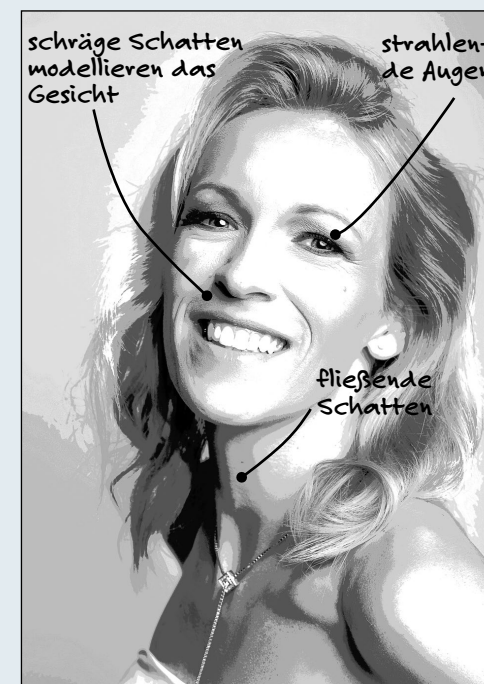 schräge Schatten
modellieren das
Gesicht
strahlen-
de Augen
fließende
Schatten